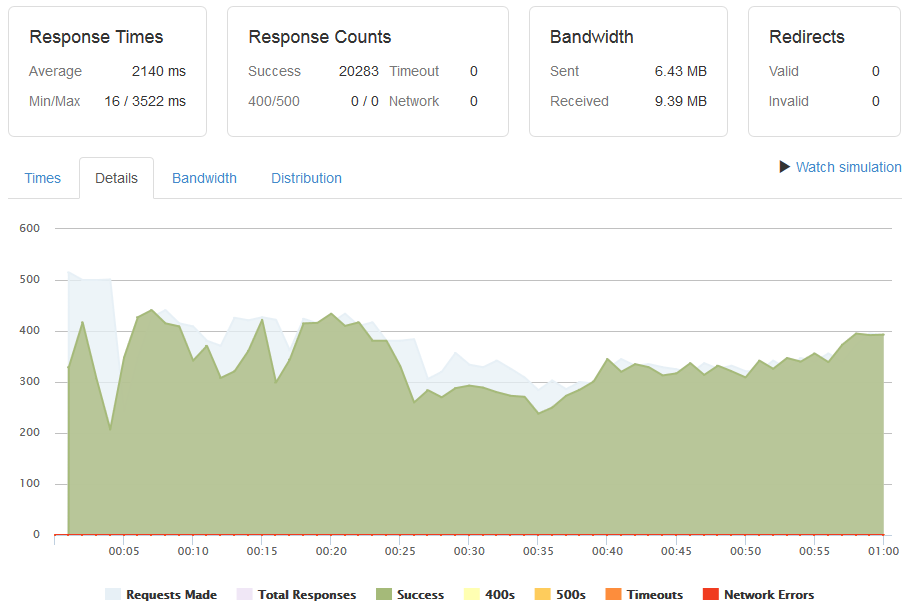 Response Times
Average 2140 ms
Min/Max 16 / 3522 ms
Response Counts
Success 20283 Timeout 0
400/500 0 / 0 Network 0
Bandwidth
Sent 6.43 MB
Received 9.39 MB
Redirects
Valid 0
Invalid 0
Times Details Bandwidth Distribution
Watch simulation
600
500
400
300
200
100
0
00:05 00:10 00:15 00:20 00:25 00:30 00:35 00:40 00:45 00:50 00:55 01:00
Requests Made Total Responses Success 400s 500s Timeouts Network Errors